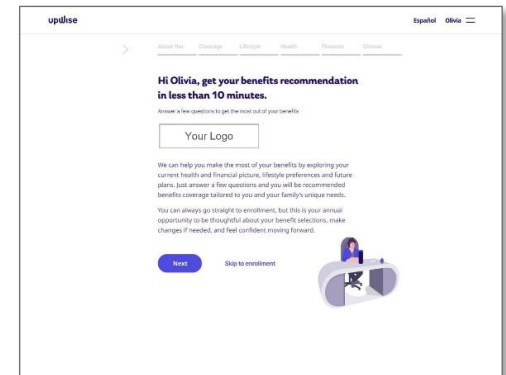 upwise
Español Olivia
About You Coverage Lifestyle Health Finances Choose
Hi Olivia, get your benefits recommendation
in less than 10 minutes.
Answer a few questions to get the most out of your benefits
Your Logo
We can help you make the most of your benefits by exploring your
current health and financial picture, lifestyle preferences and future
plans. Just answer a few questions and you will be recommended
benefits coverage tailored to you and your family's unique needs.
You can always go straight to enrollment, but this is your annual
opportunity to be thoughtful about your benefit selections, make
changes if needed, and feel confident moving forward.
Next Skip to enrollment